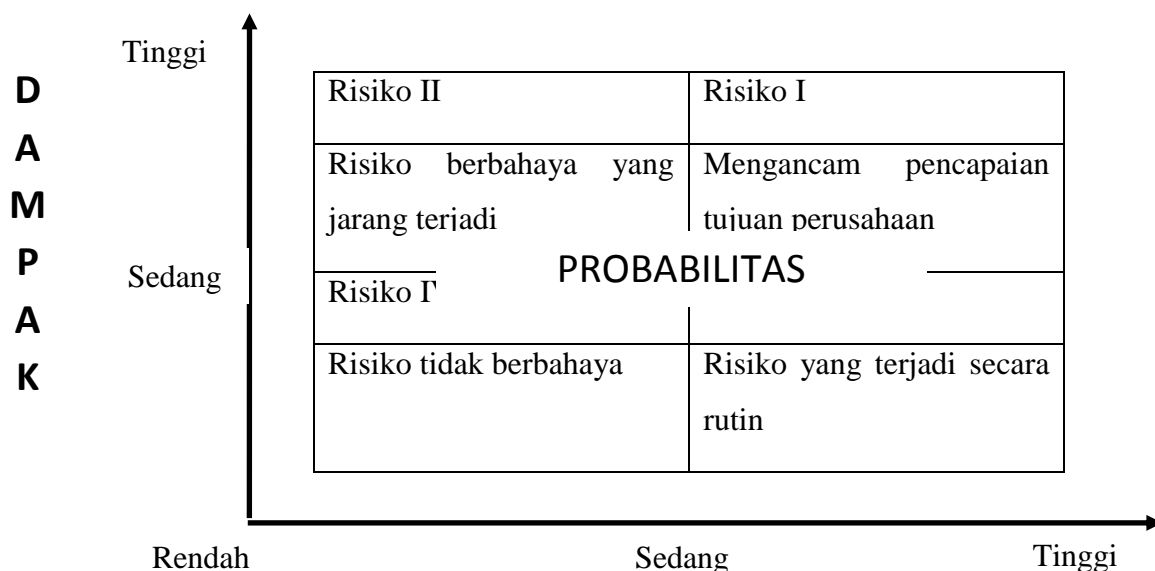 Tinggi
D
A
M
P
A
K
Risiko II
Risiko I
Risiko berbahaya yang
jarang terjadi
Mengancam pencapaian
tujuan perusahaan
Sedang
PROBABILITAS
Risiko
Risiko tidak berbahaya
Risiko yang terjadi secara
rutin
Rendah
Sedang
Tinggi